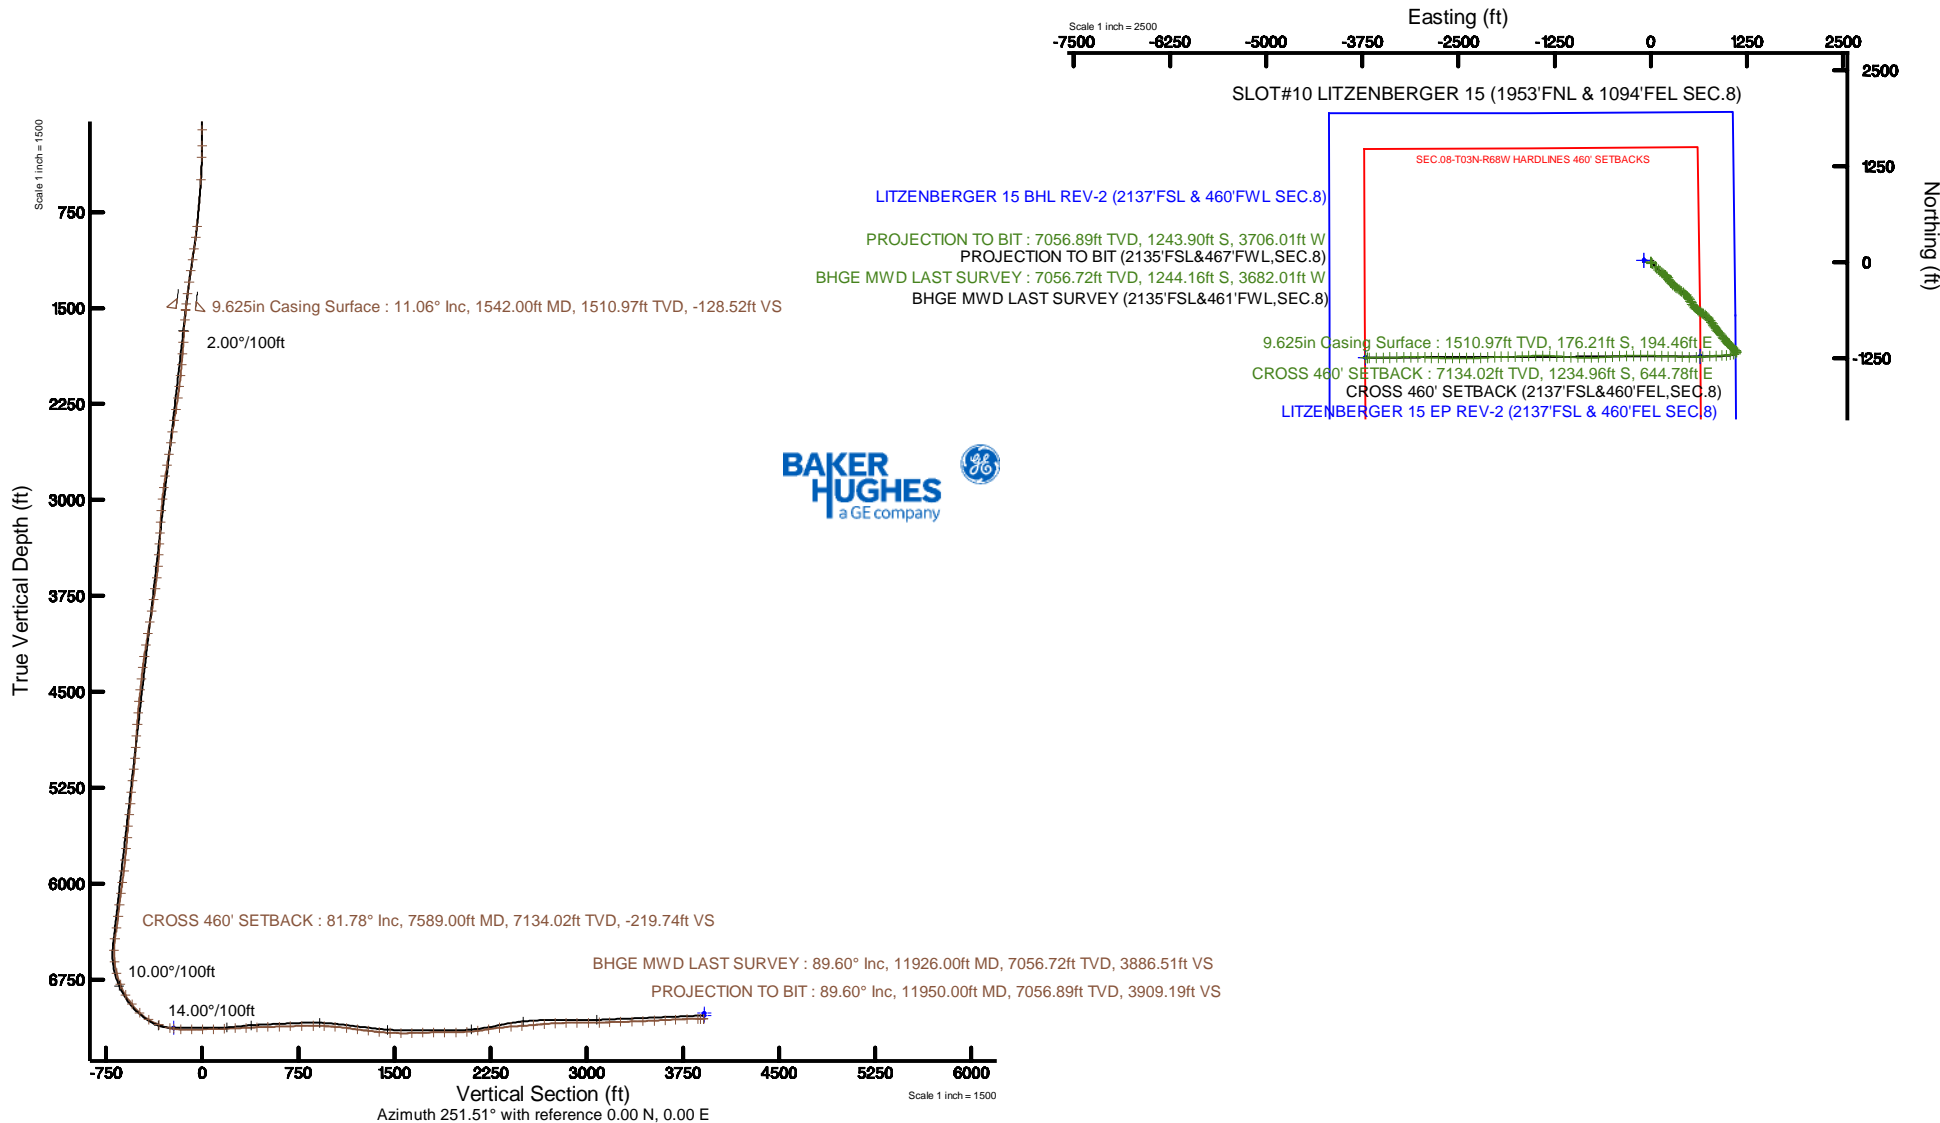 Scale 1 inch = 2500
Easting (ft)
-7500 -6250 -5000 -3750 -2500 -1250 0 1250 2500
2500
1250
0
-1250
Northing (ft)
SLOT#10 LITZENBERGER 15 (1953'FNL & 1094'FEL SEC.8)
SEC.08-T03N-R68W HARDLINES 460' SETBACKS
LITZENBERGER 15 BHL REV-2 (2137'FSL & 460'FWL SEC.8)
PROJECTION TO BIT : 7056.89ft TVD, 1243.90ft S, 3706.01ft W
PROJECTION TO BIT (2135'FSL&467'FWL,SEC.8)
BHGE MWD LAST SURVEY : 7056.72ft TVD, 1244.16ft S, 3682.01ft W
BHGE MWD LAST SURVEY (2135'FSL&461'FWL,SEC.8)
9.625in Casing Surface : 1510.97ft TVD, 176.21ft S, 194.46ft E
CROSS 460' SETBACK : 7134.02ft TVD, 1234.96ft S, 644.78ft E
CROSS 460' SETBACK (2137'FSL&460'FEL,SEC.8)
LITZENBERGER 15 EP REV-2 (2137'FSL & 460'FEL SEC.8)
Scale 1 inch = 1500
True Vertical Depth (ft)
750
1500
2250
3000
3750
4500
5250
6000
6750
9.625in Casing Surface : 11.06° Inc, 1542.00ft MD, 1510.97ft TVD, -128.52ft VS
2.00°/100ft
BAKER
HUGHES
a GE company
GE
CROSS 460' SETBACK : 81.78° Inc, 7589.00ft MD, 7134.02ft TVD, -219.74ft VS
10.00°/100ft
BHGE MWD LAST SURVEY : 89.60° Inc, 11926.00ft MD, 7056.72ft TVD, 3886.51ft VS
PROJECTION TO BIT : 89.60° Inc, 11950.00ft MD, 7056.89ft TVD, 3909.19ft VS
14.00°/100ft
-750 0 750 1500 2250 3000 3750 4500 5250 6000
Vertical Section (ft)
Scale 1 inch = 1500
Azimuth 251.51° with reference 0.00 N, 0.00 E